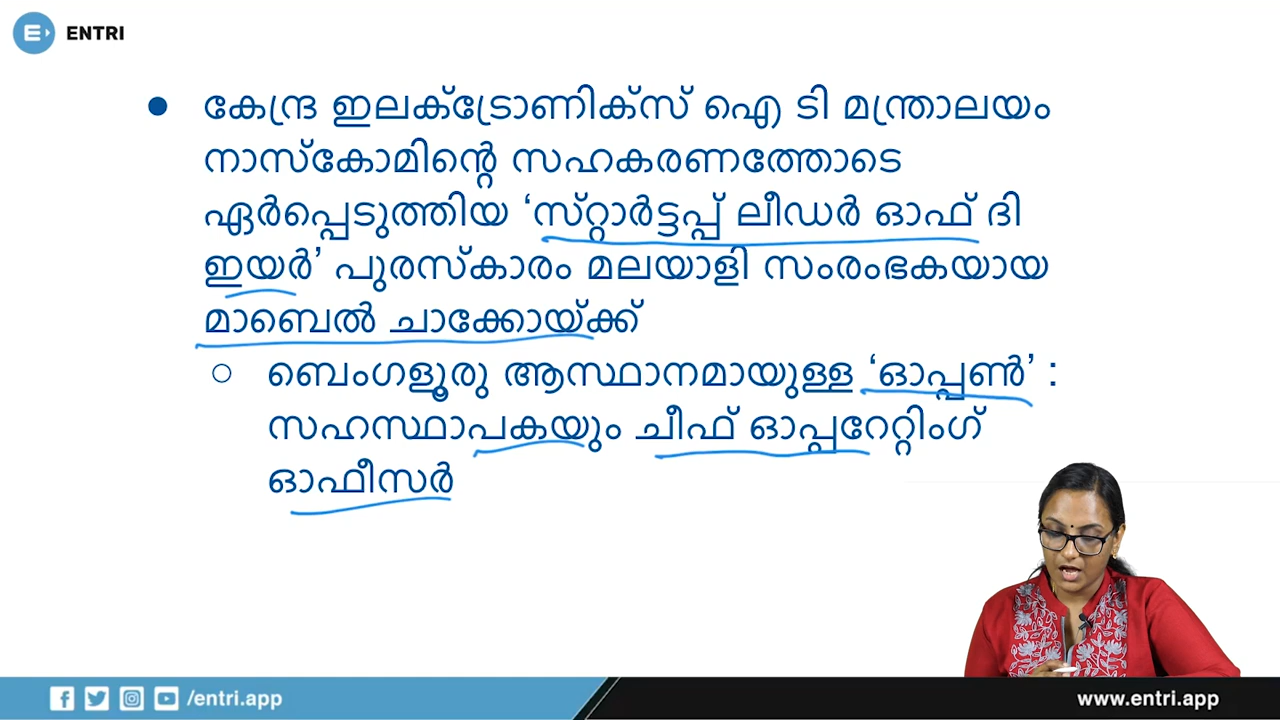 ENTRI
കേന്ദ്ര ഇലക്ട്രോണിക്സ് ഐ ടി മന്ത്രാലയം
നാസ്കോമിന്റെ സഹകരണത്തോടെ
ഏർപ്പെടുത്തിയ ‘സ്റ്റാർട്ടപ്പ് ലീഡർ ഓഫ് ദി
ഇയർ’ പുരസ്കാരം മലയാളി സംരംഭകയായ
മാബെൽ ചാക്കോയ്ക്ക്
ബെംഗളൂരു ആസ്ഥാനമായുള്ള ‘ഓപ്പൺ’ :
സഹസ്ഥാപകയും ചീഫ് ഓപ്പറേറ്റിംഗ്
ഓഫീസർ
/entri.app
www.entri.app